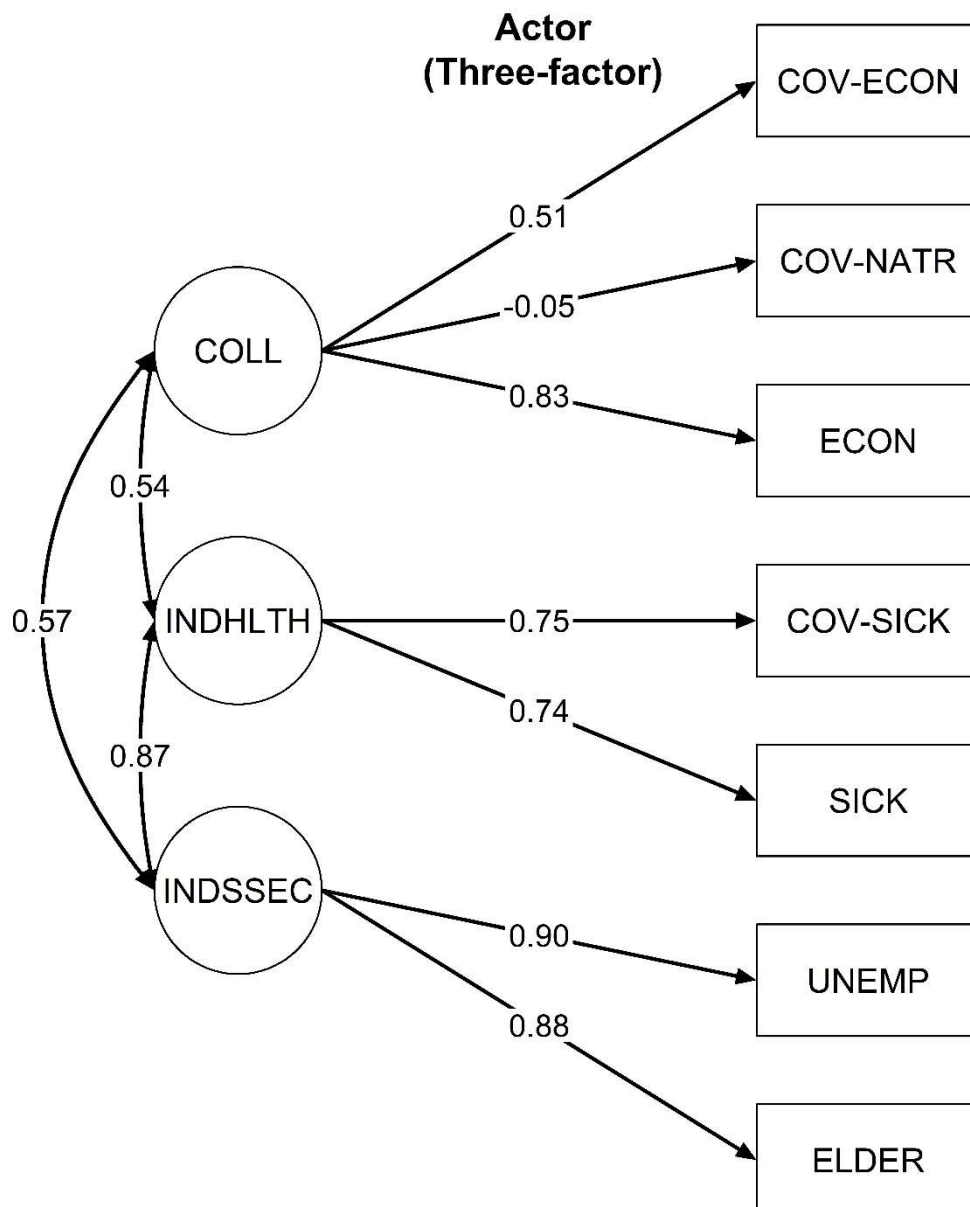 Actor
(Three-factor)
COV-ECON
0.51
COV-NATR
-0.05
COLL
0.83
ECON
0.54
0.57
INDHLTH
0.75
COV-SICK
0.74
0.87
SICK
INDSSEC
0.90
UNEMP
0.88
ELDER